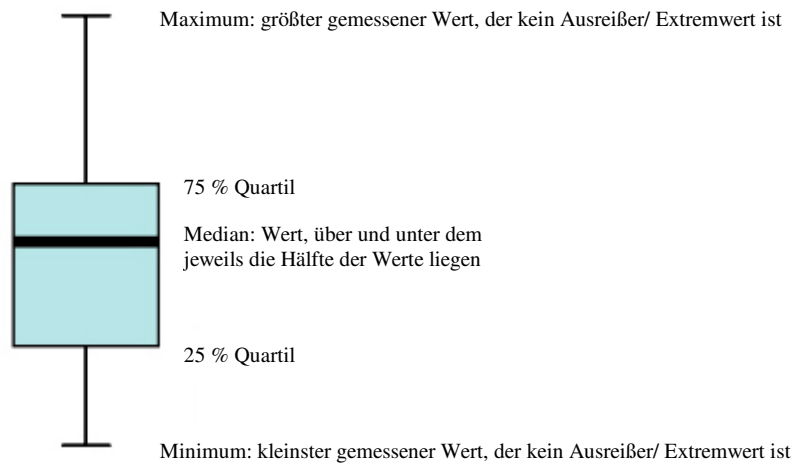 Maximum: größter gemessener Wert, der kein Ausreißer/ Extremwert ist
75 % Quartil
Median: Wert, über und unter dem
jeweils die Hälfte der Werte liegen
25 % Quartil
Minimum: kleinster gemessener Wert, der kein Ausreißer/ Extremwert ist